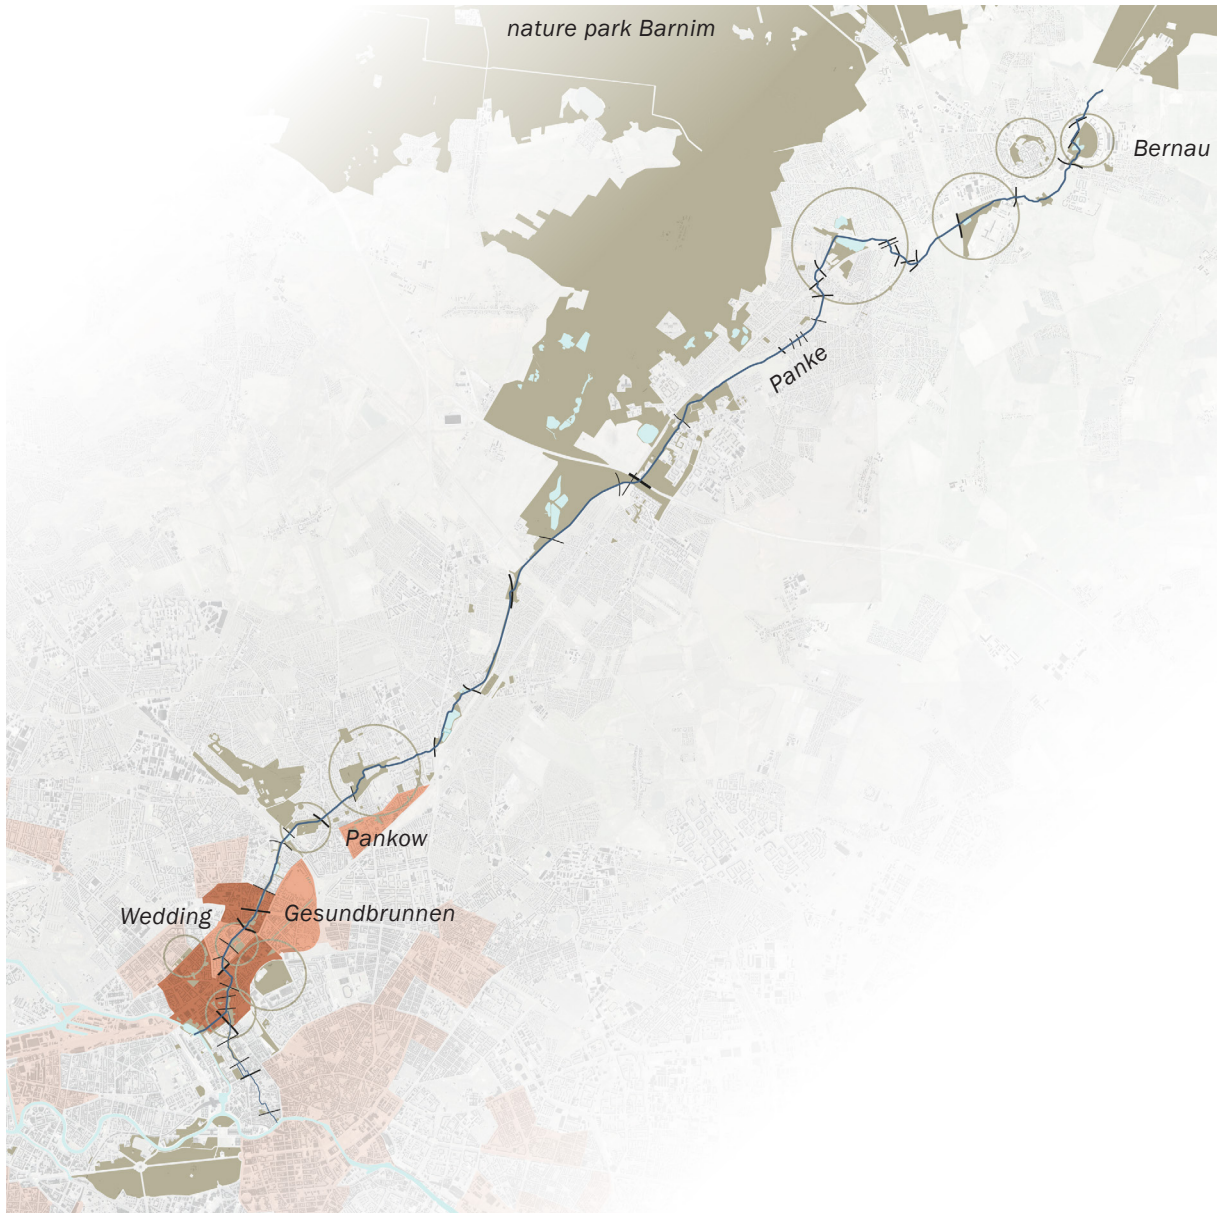 nature park Barnim
Bernau
Panke
Pankow
Wedding
Gesundbrunnen